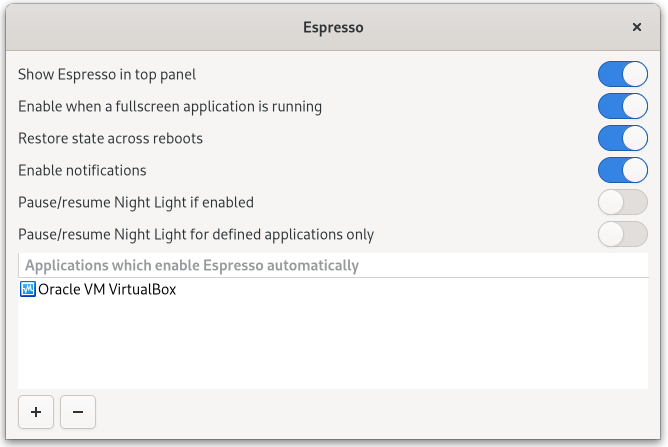 Espresso
Show Espresso in top panel
Enable when a fullscreen application is running
Restore state across reboots
Enable notifications
Pause/resume Night Light if enabled
Pause/resume Night Light for defined applications only
Applications which enable Espresso automatically
Oracle VM VirtualBox